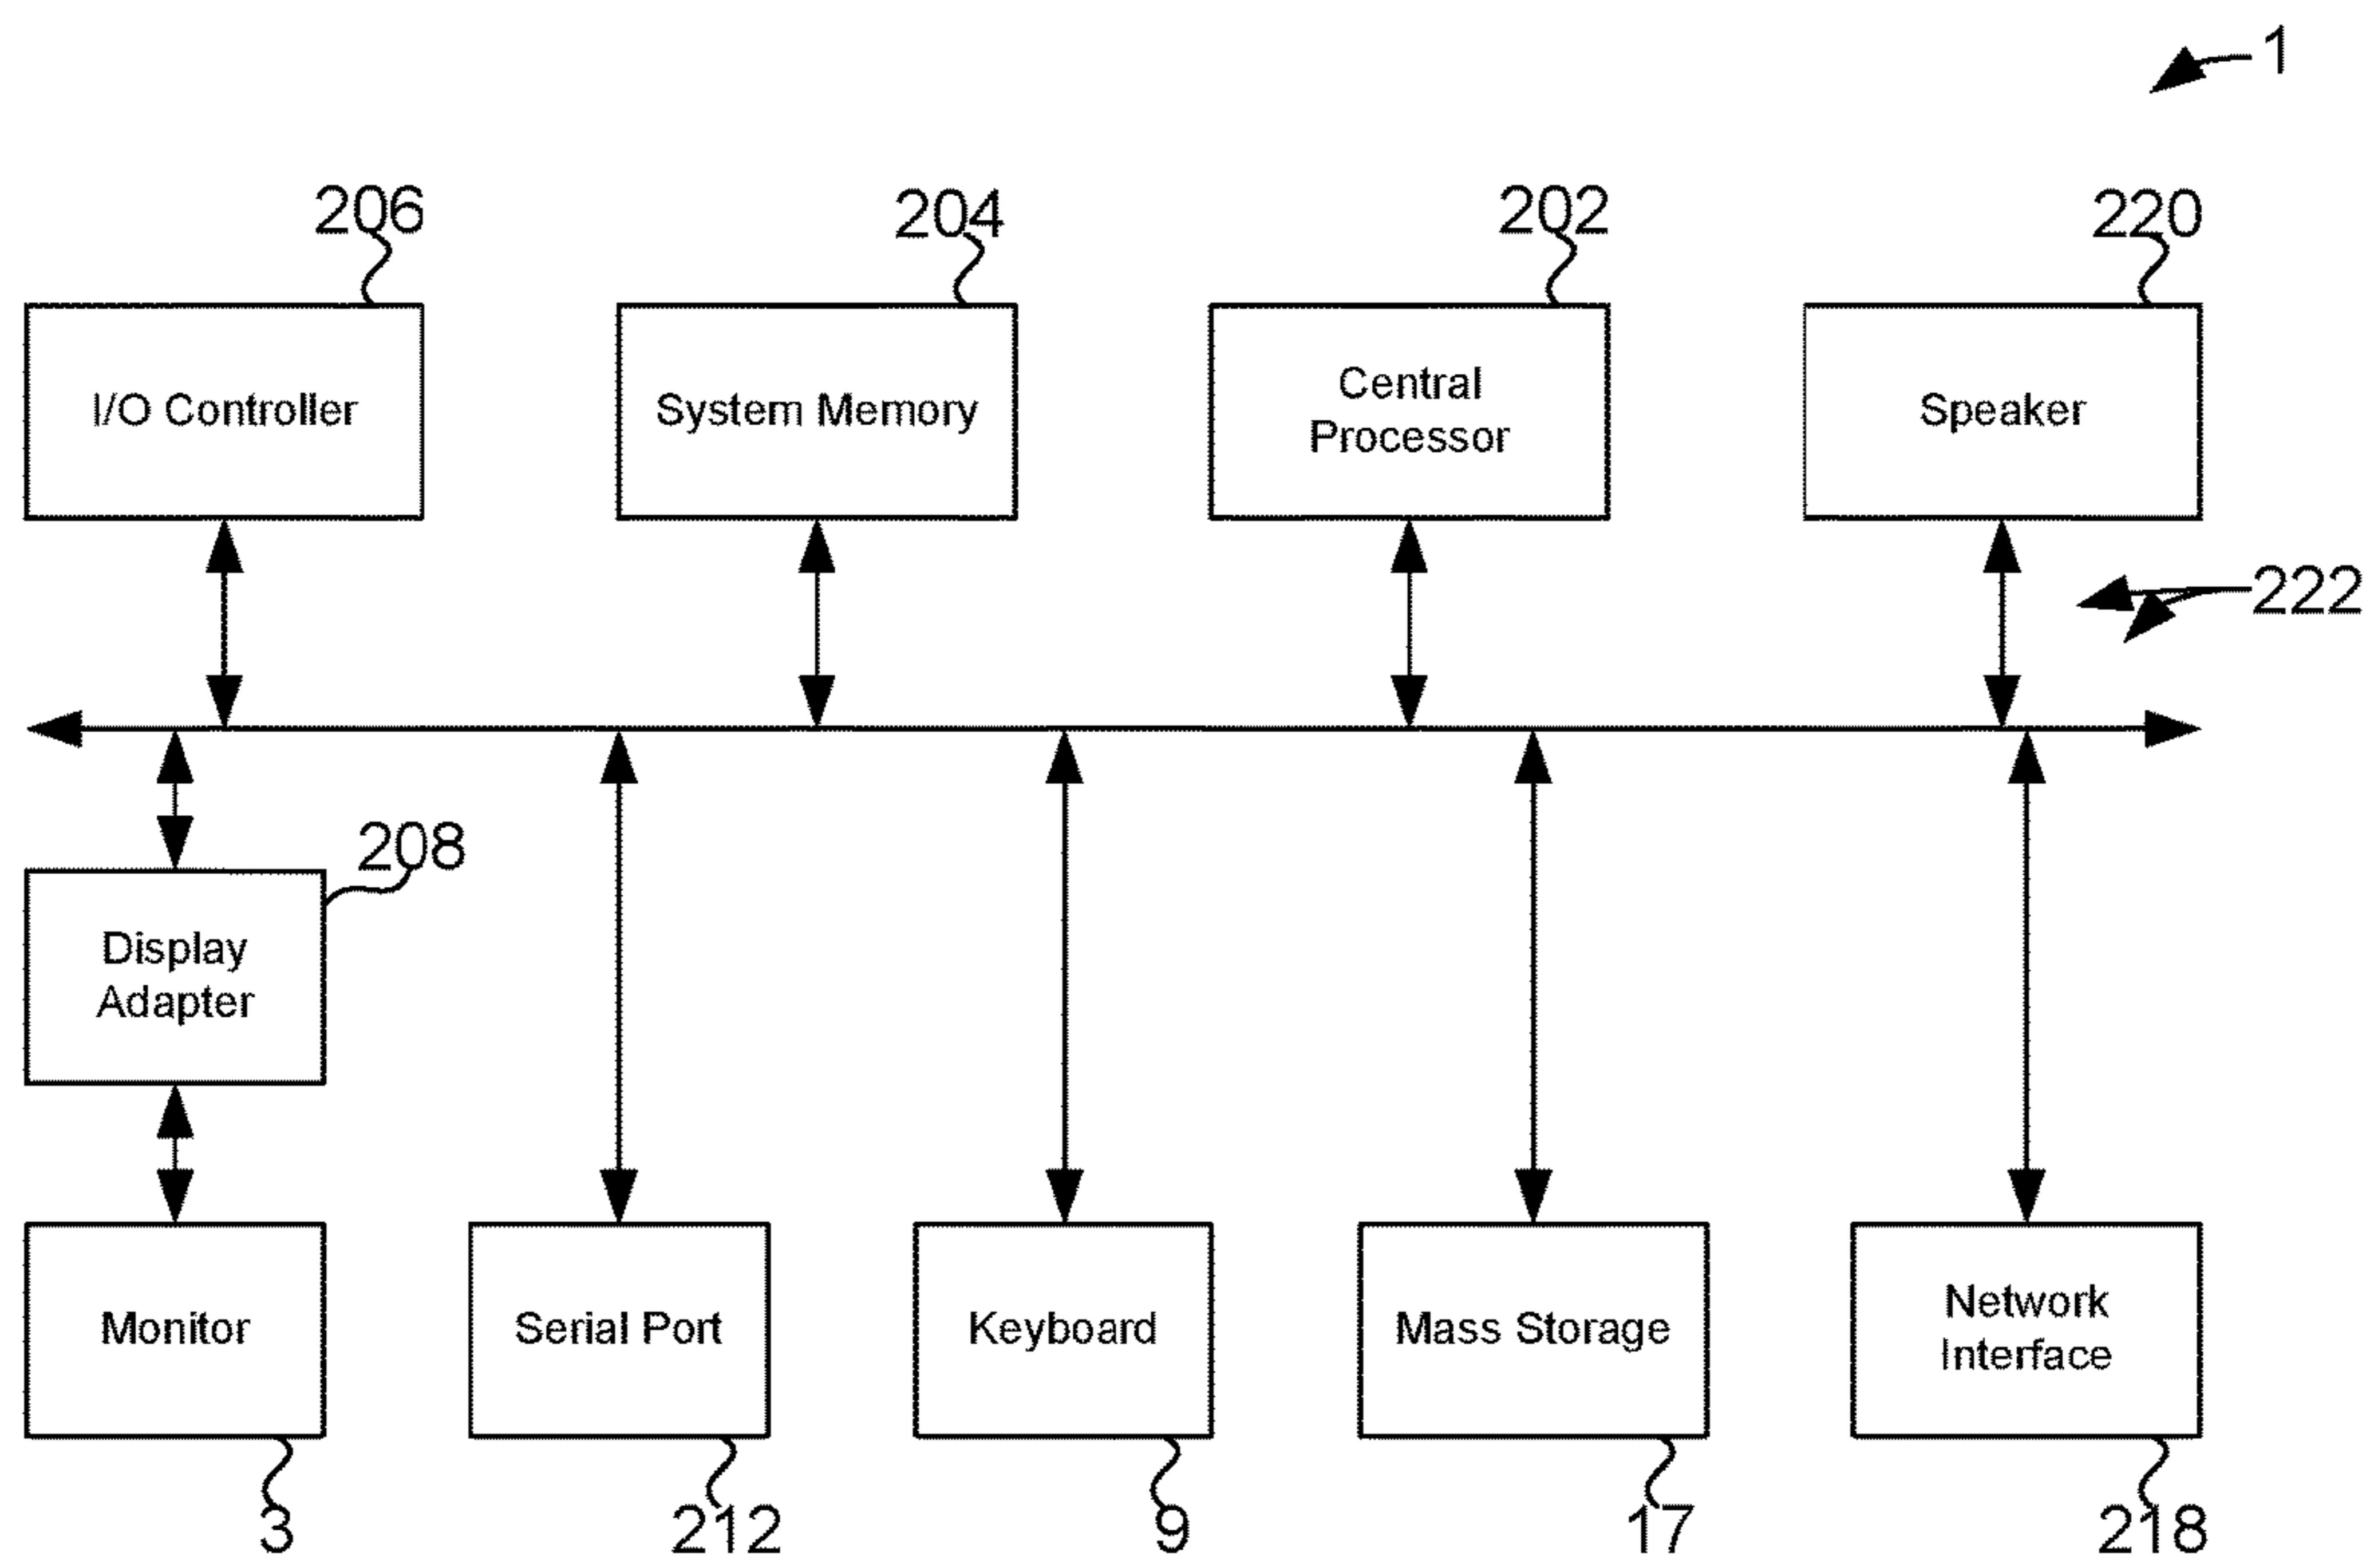 1
206
204
202
220
I/O Controller
System Memory
Central
Processor
Speaker
222
208
Display
Adapter
Monitor
Serial Port
Keyboard
Mass Storage
Network
Interface
3
212
9
17
218